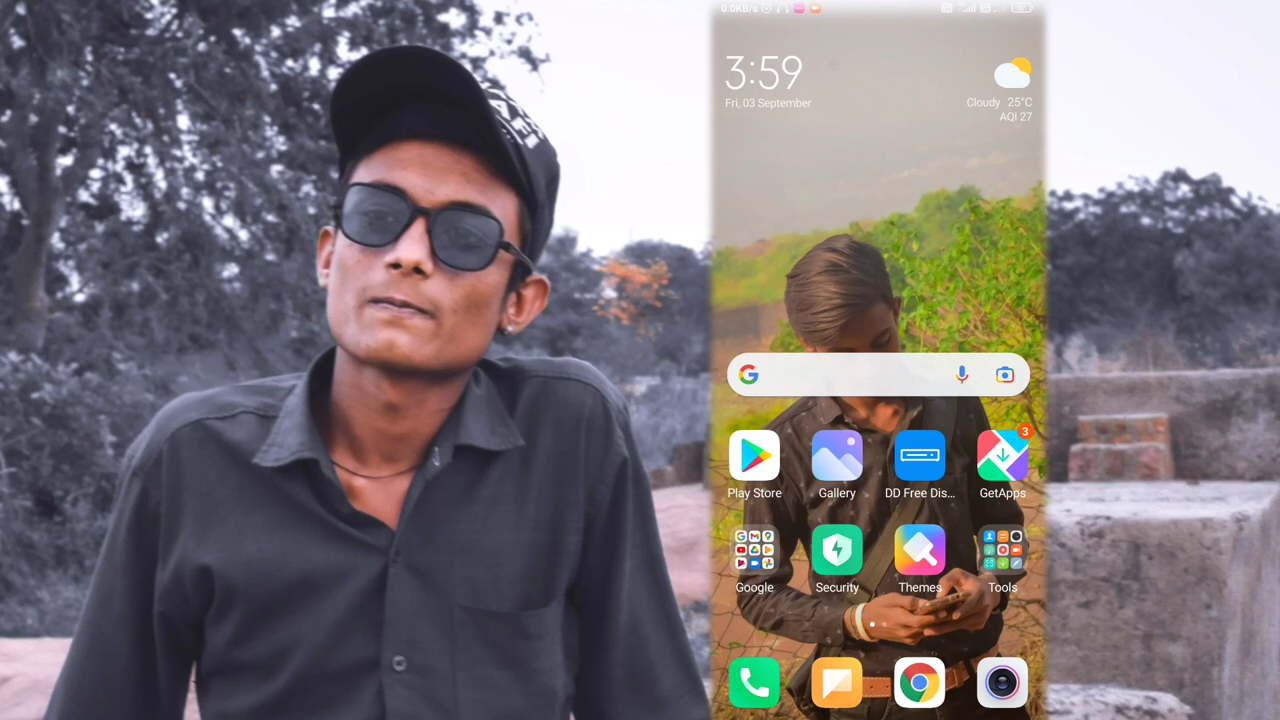 0.0KB/s
3:59
Fri, 03 September
Cloudy 25°C
AQI 27
3
Play Store
Gallery
DD Free Dis...
GetApps
Google
Security
Themes
Tools